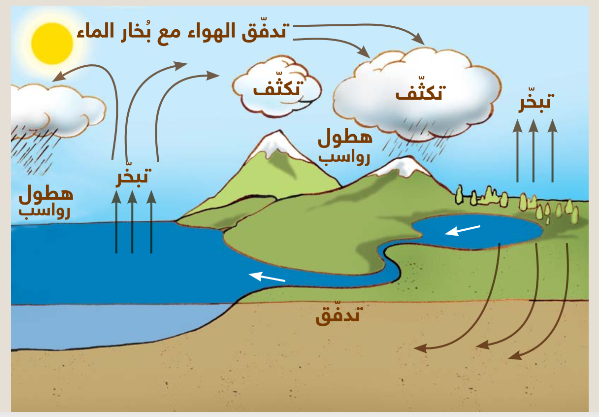 تدفّق الهواء مع بُخار الماء
تكثّف
تكثّف
تبخّر
هطول
رواسب
تبخّر
هطول
رواسب
تدفّق